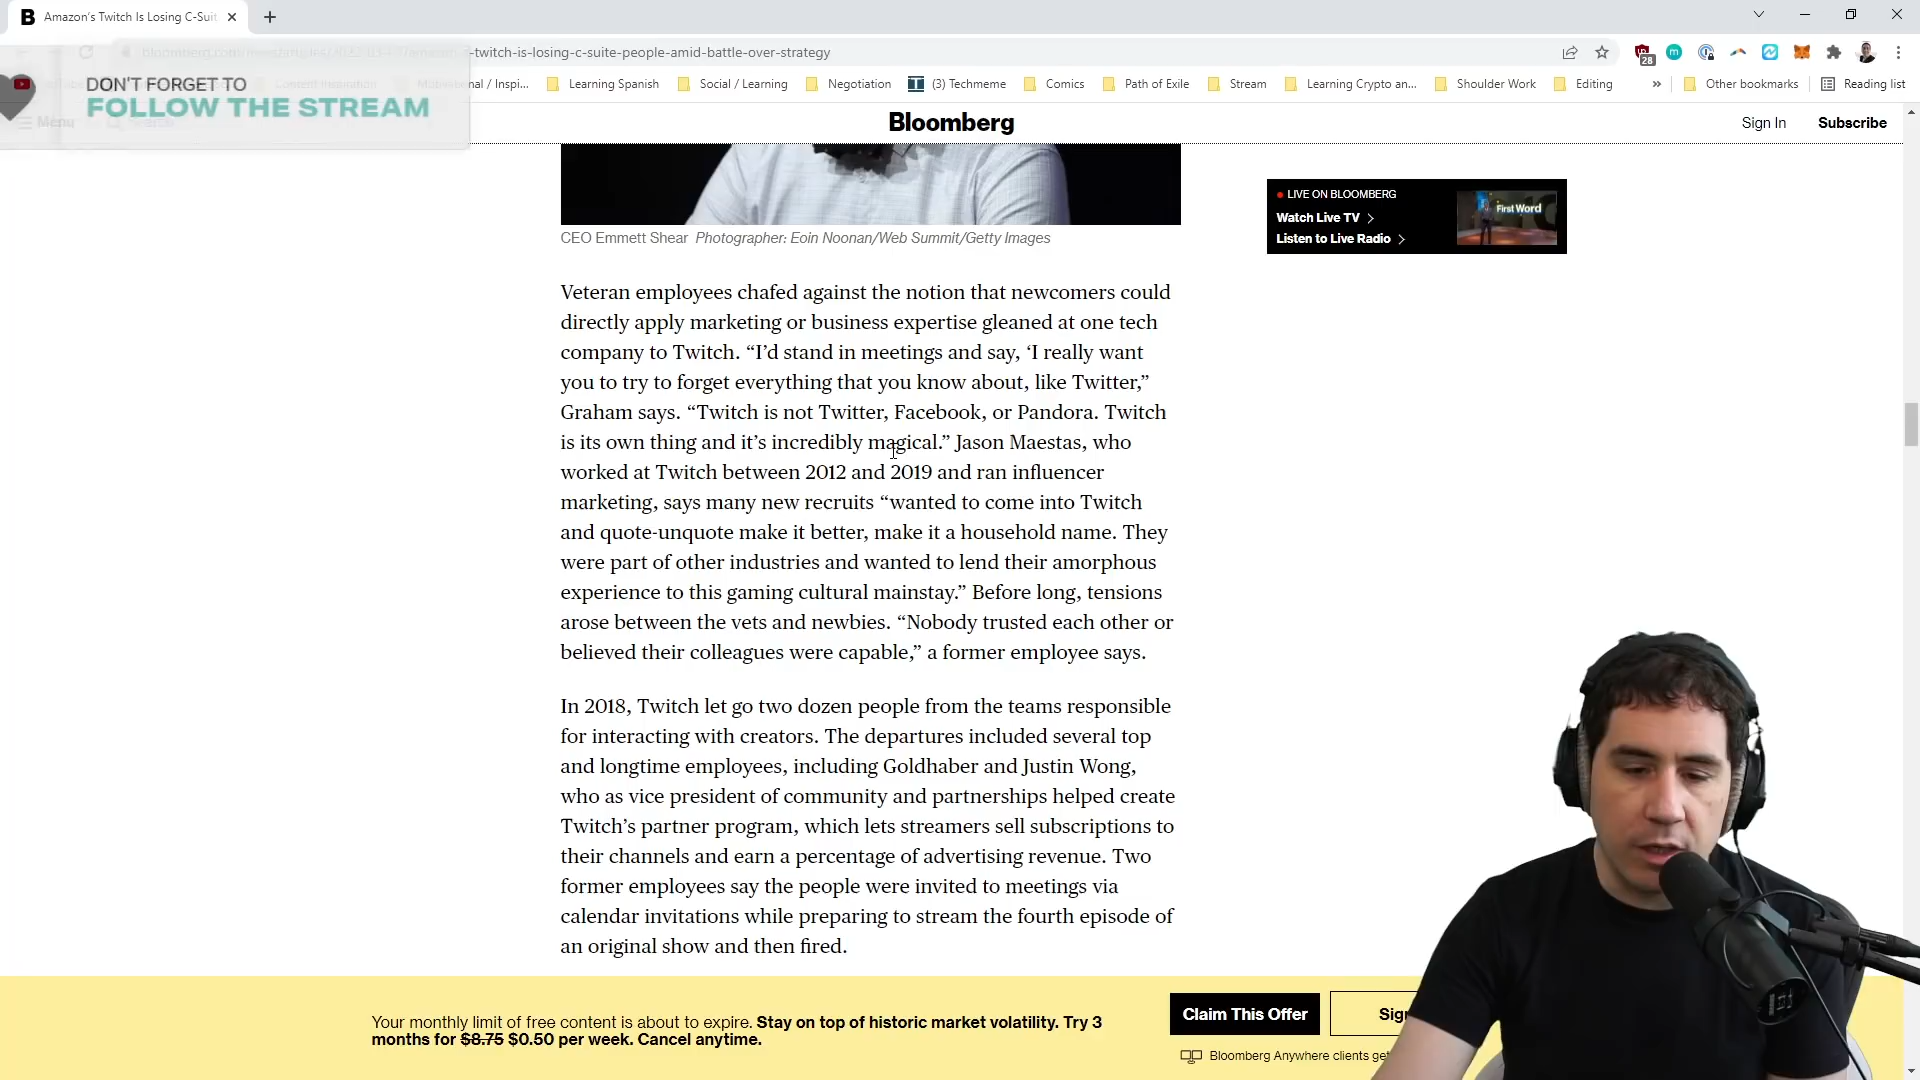 B Amazon's Twitch Is Losing C-Suit
twitch-is-losing-c-suite-people-amid-battle-over-strategy
28
Learning Spanish
Social / Learning
Negotiation
(3) Techmeme
Comics
Path of Exile
Stream
Learning Crypto an...
Shoulder Work
Editing
Other bookmarks
Reading list
DON'T FORGET TO
FOLLOW THE STREAM
Menu
Bloomberg
Sign In
Subscribe
LIVE ON BLOOMBERG
Watch Live TV
Listen to Live Radio
First Word
CEO Emmett Shear Photographer: Eoin Noonan/Web Summit/Getty Images
Veteran employees chafed against the notion that newcomers could
directly apply marketing or business expertise gleaned at one tech
company to Twitch. “I’d stand in meetings and say, ‘I really want
you to try to forget everything that you know about, like Twitter,”
Graham says. “Twitch is not Twitter, Facebook, or Pandora. Twitch
is its own thing and it’s incredibly magical.” Jason Maestas, who
worked at Twitch between 2012 and 2019 and ran influencer
marketing, says many new recruits “wanted to come into Twitch
and quote-unquote make it better, make it a household name. They
were part of other industries and wanted to lend their amorphous
experience to this gaming cultural mainstay.” Before long, tensions
arose between the vets and newbies. “Nobody trusted each other or
believed their colleagues were capable,” a former employee says.
In 2018, Twitch let go two dozen people from the teams responsible
for interacting with creators. The departures included several top
and longtime employees, including Goldhaber and Justin Wong,
who as vice president of community and partnerships helped create
Twitch’s partner program, which lets streamers sell subscriptions to
their channels and earn a percentage of advertising revenue. Two
former employees say the people were invited to meetings via
calendar invitations while preparing to stream the fourth episode of
an original show and then fired.
Your monthly limit of free content is about to expire. Stay on top of historic market volatility. Try 3
months for $8.75 $0.50 per week. Cancel anytime.
Claim This Offer
Sig
Bloomberg Anywhere clients get